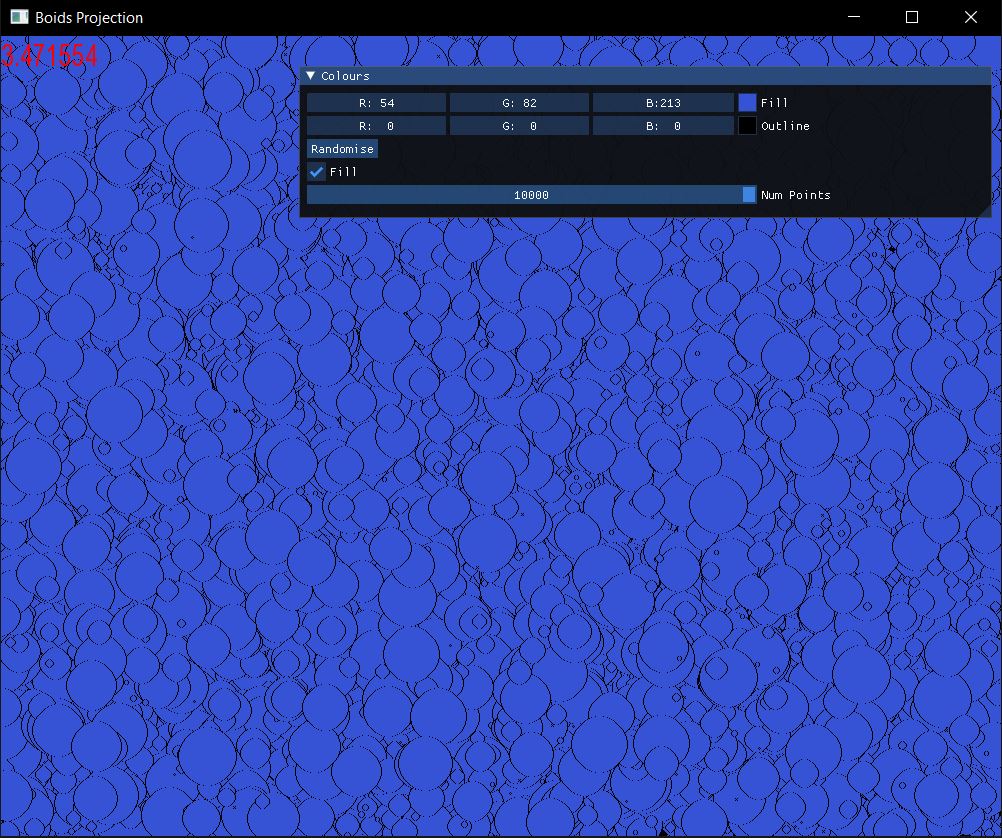 Boids Projection
3.471554
Colours
R: 54 G: 82 B:213 Fill
R: 0 G: 0 B: 0 Outline
Randomise
Fill
10000 Num Points